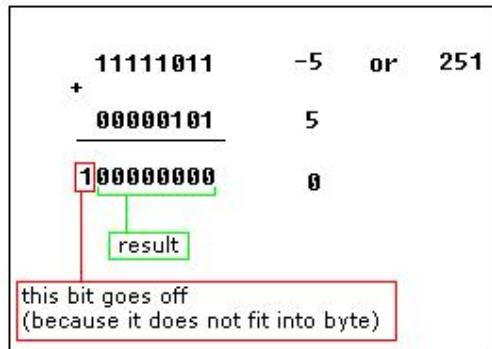 11111011 -5 or 251
+
00000101 5
100000000 0
result
this bit goes off
(because it does not fit into byte)